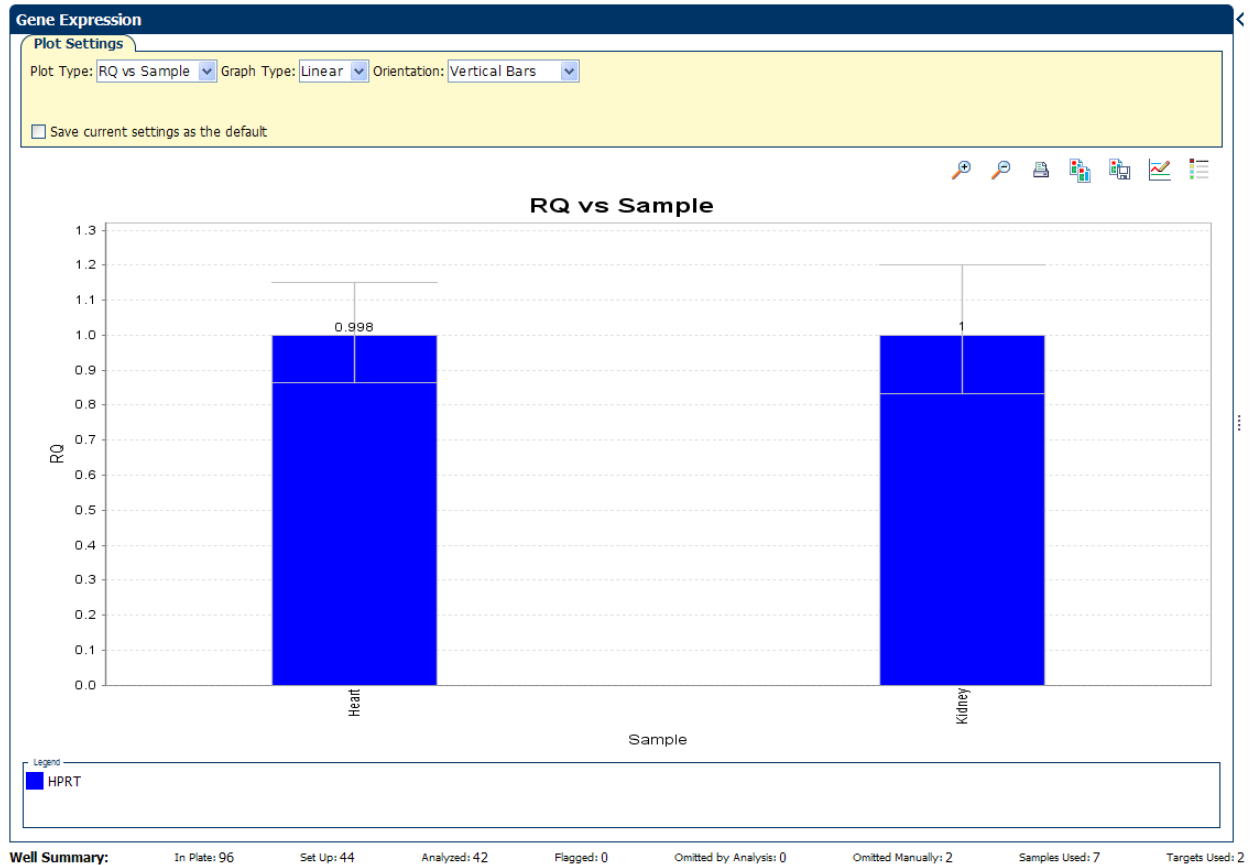 Gene Expression
Plot Settings
Plot Type: RQ vs Sample Graph Type: Linear Orientation: Vertical Bars
Save current settings as the default
RQ vs Sample
1.3
1.2
1.1
1.0
0.9
0.8
0.7
0.6
0.5
0.4
0.3
0.2
0.1
0.0
RQ
0.998
1
Heart
Kidney
Sample
Legend
HPRT
Well Summary: In Plate: 96 Set Up: 44 Analyzed: 42 Flagged: 0 Omitted by Analysis: 0 Omitted Manually: 2 Samples Used: 7 Targets Used: 2